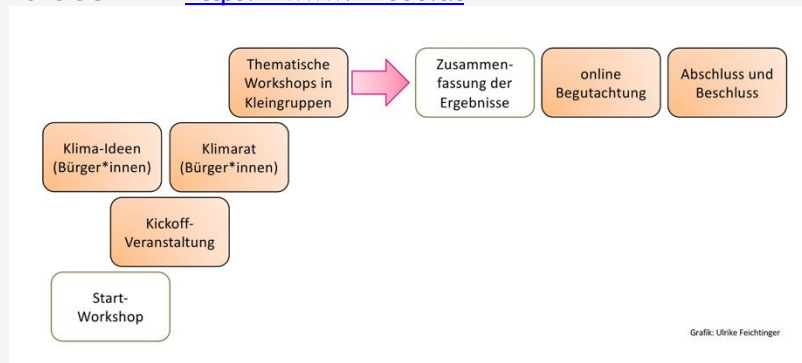 Thematische
Workshops in
Kleingruppen
Zusammen-
fassung der
Ergebnisse
online
Begutachtung
Abschluss und
Beschluss
Klima-Ideen
(Bürger*innen)
Klimarat
(Bürger*innen)
Kickoff-
Veranstaltung
Start-
Workshop
Grafik: Ulrike Feichtinger